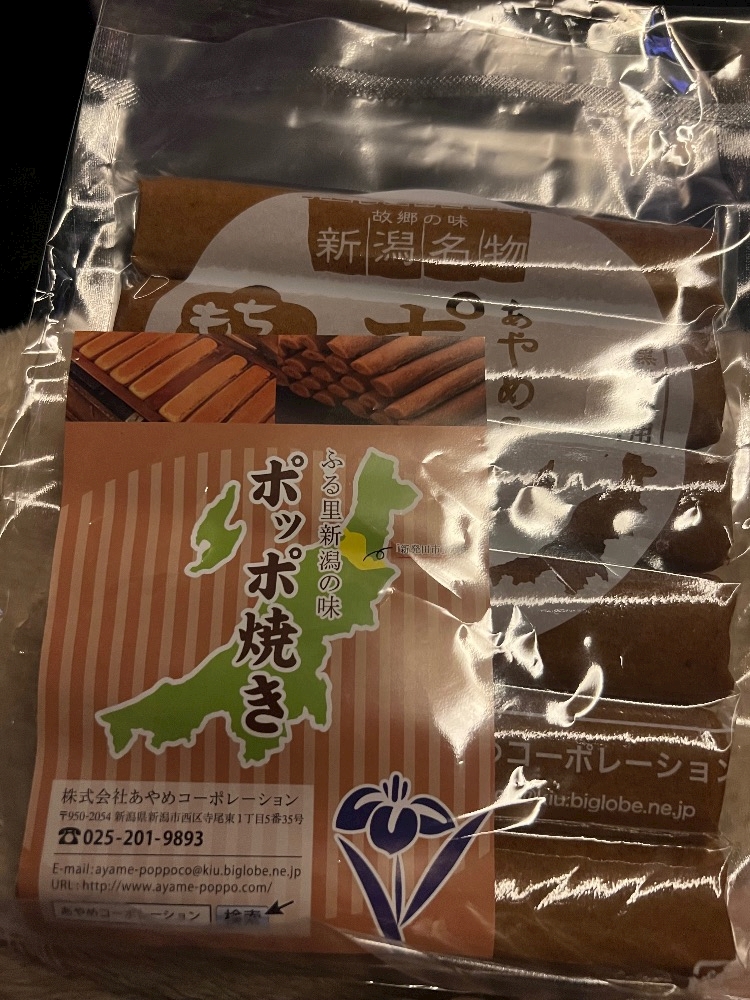 故郷の味
新潟名物
もち
ポ
あやめの
ふる里新潟の味
ポッポ焼き
新発田市
株式会社あやめコーポレーション
〒950-2054 新潟県新潟市西区寺尾東1丁目5番35号
☎025-201-9893
E-mail:ayame-poppoco@kiu.biglobe.ne.jp
URL:http://www.ayame-poppo.com/
あやめコーポレーション 検索
コーポレーション
kiu.biglobe.ne.jp